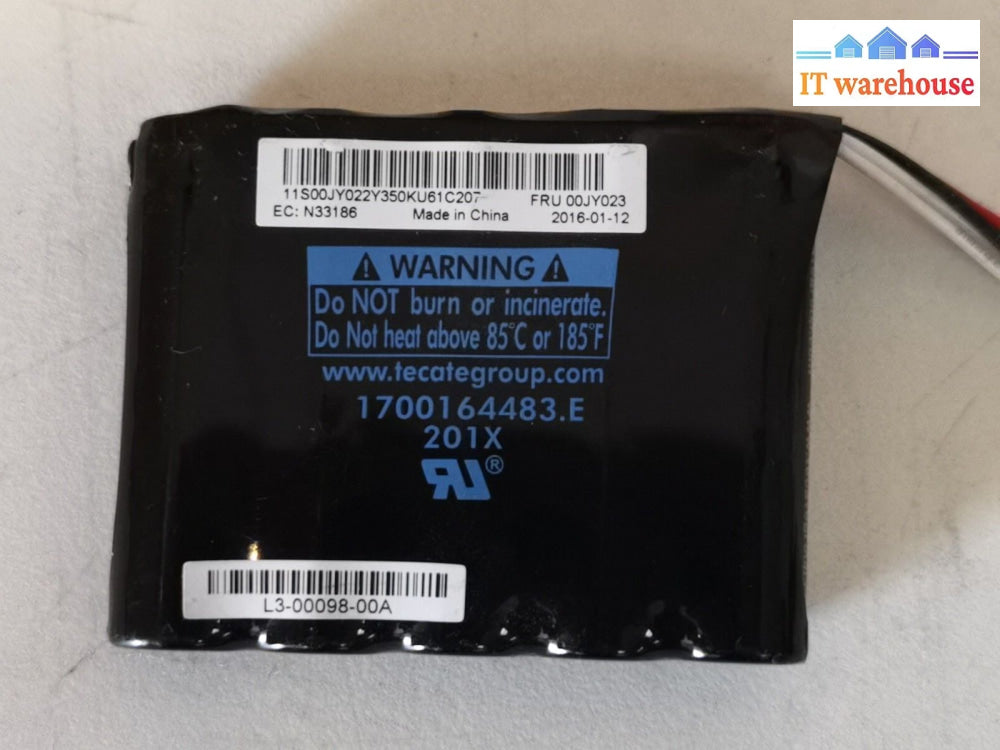 IT warehouse
11S00JY022Y350KU61C207
FRU 00JY023
EC: N33186
Made in China
2016-01-12
WARNING
Do NOT burn or incinerate.
Do Not heat above 85°C or 185°F
www.tecategroup.com
1700164483.E
201X
RU®
L3-00098-00A